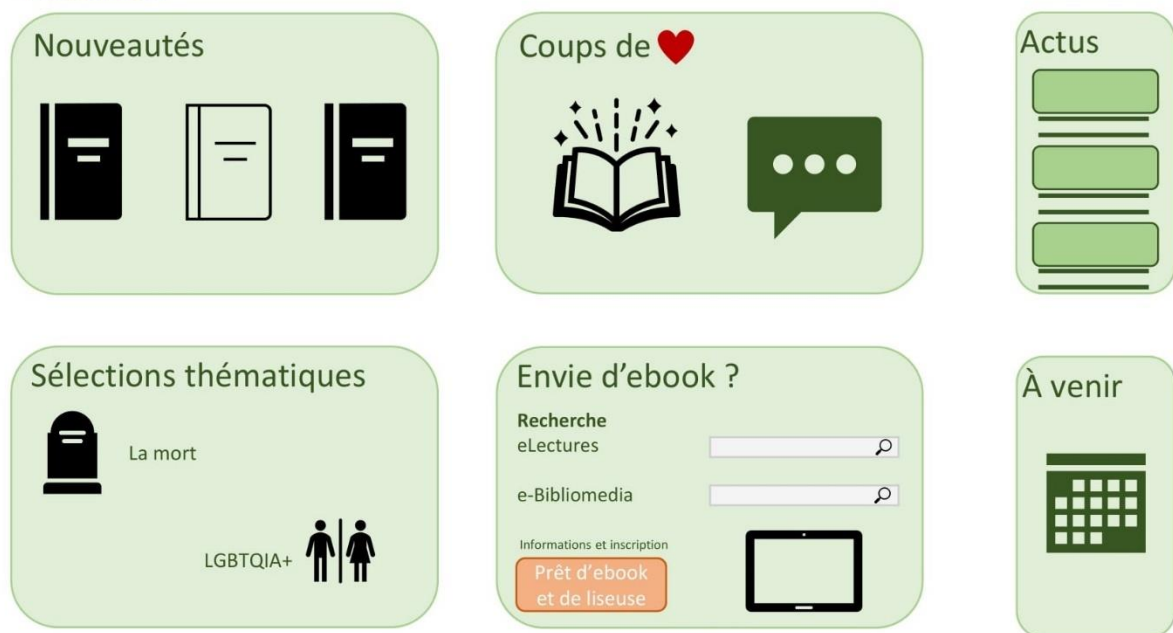 Nouveautés
Coups de
Actus
Sélections thématiques
La mort
LGBTQIA+
Envie d'ebook ?
Recherche
eLectures
e-Bibliomedia
Informations et inscription
Prêt d'ebook
et de liseuse
À venir